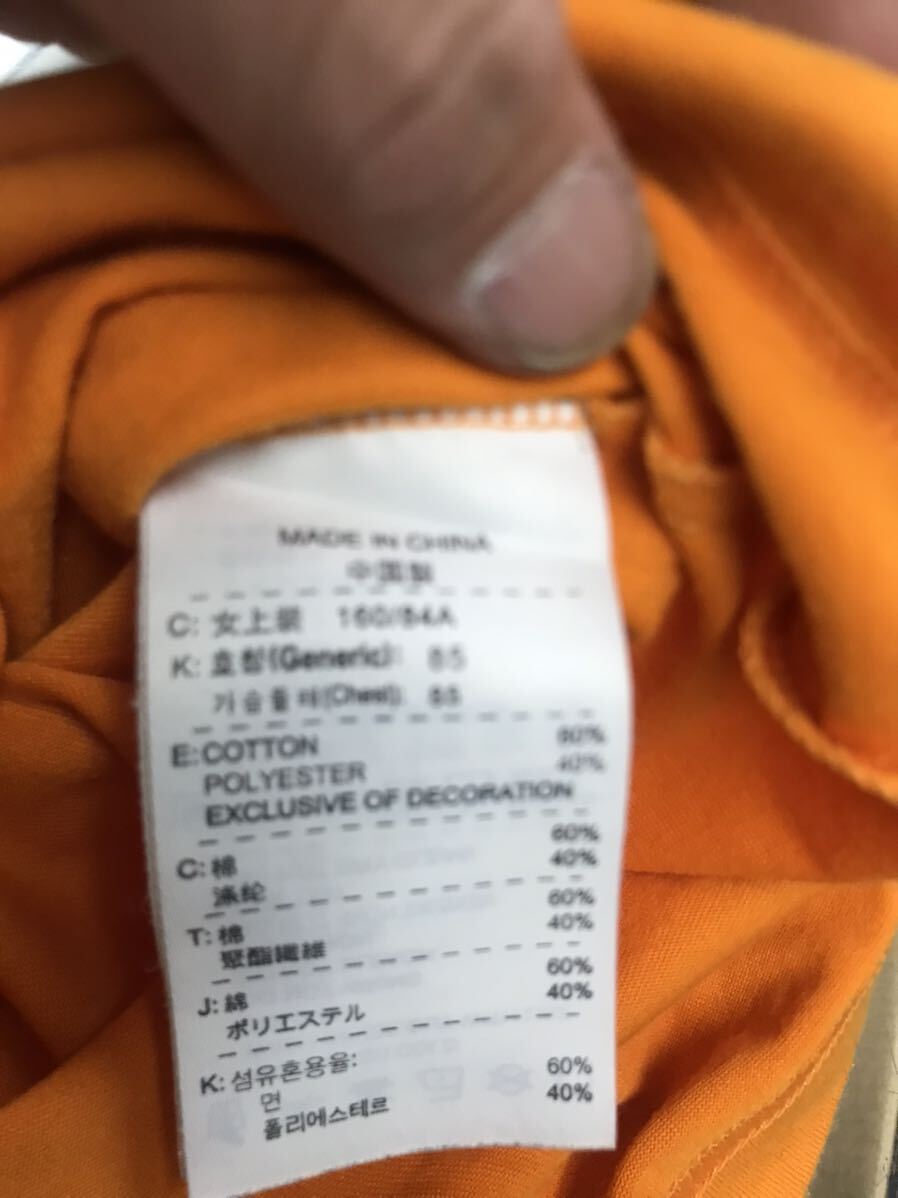 MADE IN CHINA
中国製
C: 女上装 160/84A
K: 호칭(Generic): 85
가슴둘레(Chest): 85
E: COTTON 60%
POLYESTER 40%
EXCLUSIVE OF DECORATION
C: 棉 60%
涤纶 40%
T: 棉 60%
聚酯纖維 40%
J: 綿 60%
ポリエステル 40%
K: 섬유혼용율:
면 60%
폴리에스테르 40%